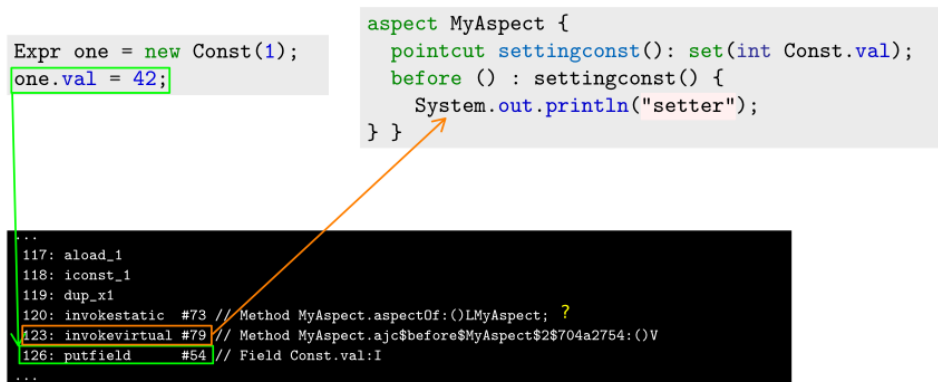 Expr one = new Const(1);
one.val = 42;
aspect MyAspect {
pointcut settingconst(): set(int Const.val);
before () : settingconst() {
System.out.println("setter");
} }
...
117: aload_1
118: iconst_1
119: dup_x1
120: invokestatic #73 // Method MyAspect.aspectOf:()LMyAspect; ?
123: invokevirtual #79 // Method MyAspect.ajc$before$MyAspect$2$704a2754:()V
126: putfield #54 // Field Const.val:I
...